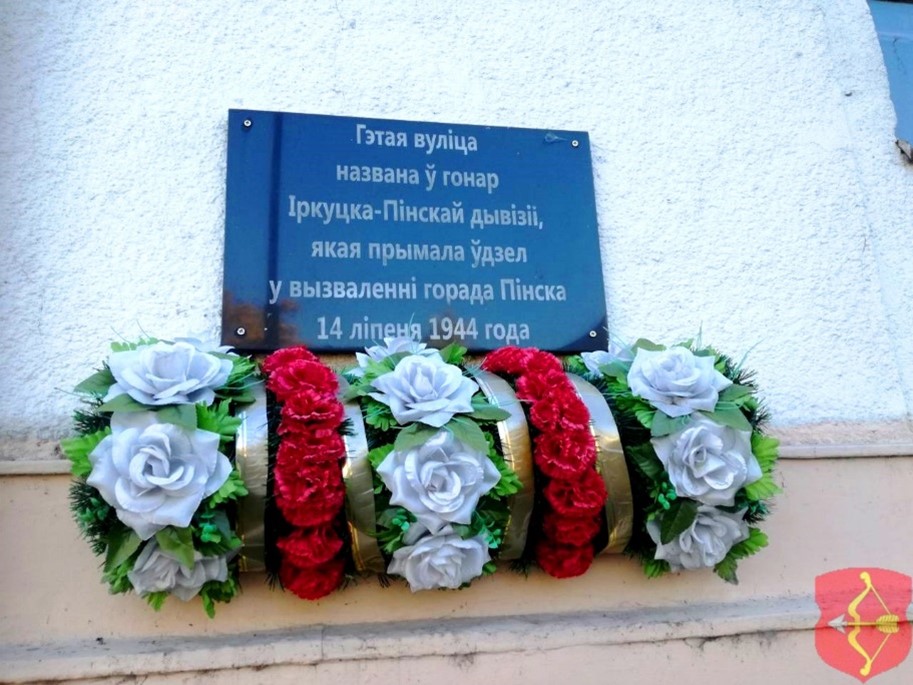 Гэтая вуліца
названа ў гонар
Іркуцка-Пінскай дывізіі,
якая прымала ўдзел
у вызваленні горада Пінска
14 ліпеня 1944 года